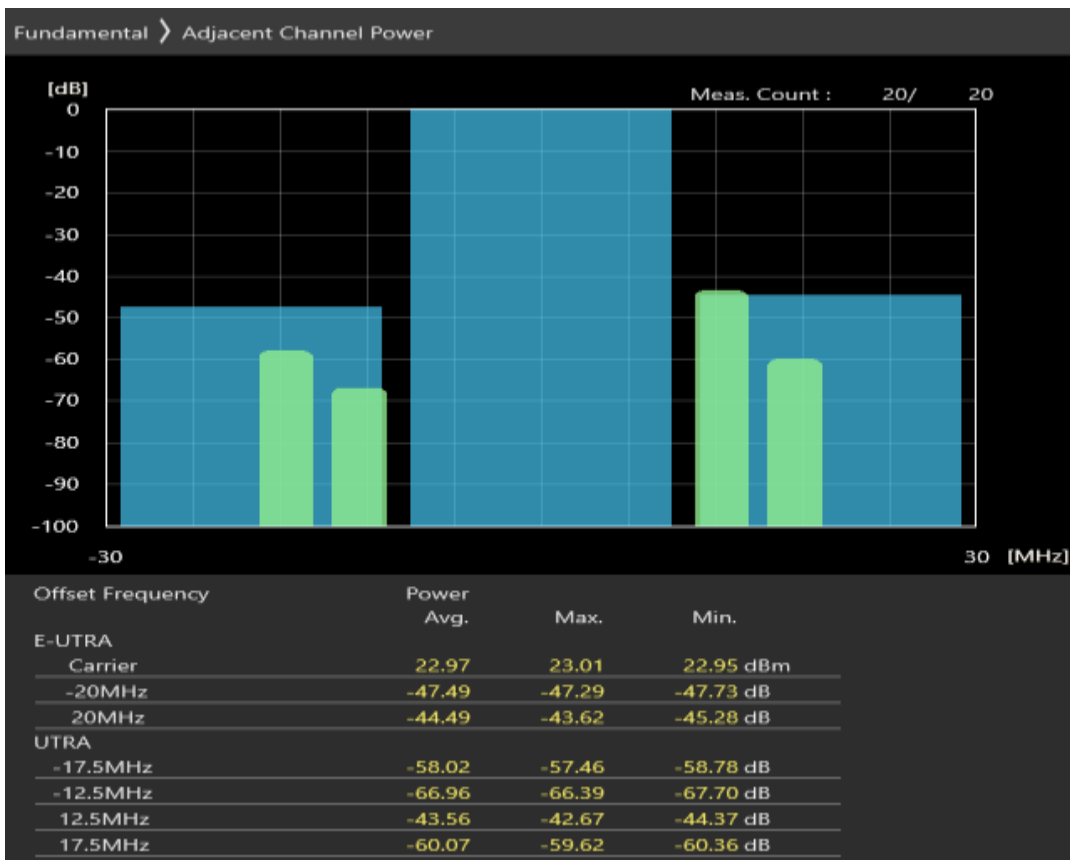 Fundamental 〉 Adjacent Channel Power
[dB]
Meas. Count : 20/ 20
0
-10
-20
-30
-40
-50
-60
-70
-80
-90
-100
-30 30 [MHz]
Offset Frequency Power
Avg. Max. Min.
E-UTRA
Carrier 22.97 23.01 22.95 dBm
-20MHz -47.49 -47.29 -47.73 dB
20MHz -44.49 -43.62 -45.28 dB
UTRA
-17.5MHz -58.02 -57.46 -58.78 dB
-12.5MHz -66.96 -66.39 -67.70 dB
12.5MHz -43.56 -42.67 -44.37 dB
17.5MHz -60.07 -59.62 -60.36 dB